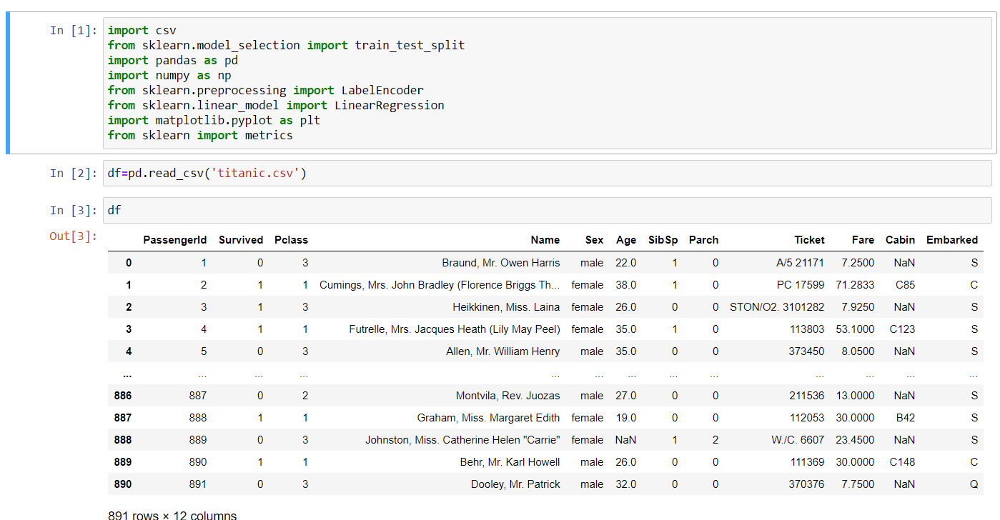 In [1]: import csv
from sklearn.model_selection import train_test_split
import pandas as pd
import numpy as np
from sklearn.preprocessing import LabelEncoder
from sklearn.linear_model import LinearRegression
import matplotlib.pyplot as plt
from sklearn import metrics
In [2]: df=pd.read_csv('titanic.csv')
In [3]: df
Out[3]:
PassengerId Survived Pclass Name Sex Age SibSp Parch Ticket Fare Cabin Embarked
0 1 0 3 Braund, Mr. Owen Harris male 22.0 1 0 A/5 21171 7.2500 NaN S
1 2 1 1 Cumings, Mrs. John Bradley (Florence Briggs Th... female 38.0 1 0 PC 17599 71.2833 C85 C
2 3 1 3 Heikkinen, Miss. Laina female 26.0 0 0 STON/O2. 3101282 7.9250 NaN S
3 4 1 1 Futrelle, Mrs. Jacques Heath (Lily May Peel) female 35.0 1 0 113803 53.1000 C123 S
4 5 0 3 Allen, Mr. William Henry male 35.0 0 0 373450 8.0500 NaN S
... ... ... ... ... ... ... ... ... ... ... ... ...
886 887 0 2 Montvila, Rev. Juozas male 27.0 0 0 211536 13.0000 NaN S
887 888 1 1 Graham, Miss. Margaret Edith female 19.0 0 0 112053 30.0000 B42 S
888 889 0 3 Johnston, Miss. Catherine Helen "Carrie" female NaN 1 2 W./C. 6607 23.4500 NaN S
889 890 1 1 Behr, Mr. Karl Howell male 26.0 0 0 111369 30.0000 C148 C
890 891 0 3 Dooley, Mr. Patrick male 32.0 0 0 370376 7.7500 NaN Q
891 rows × 12 columns